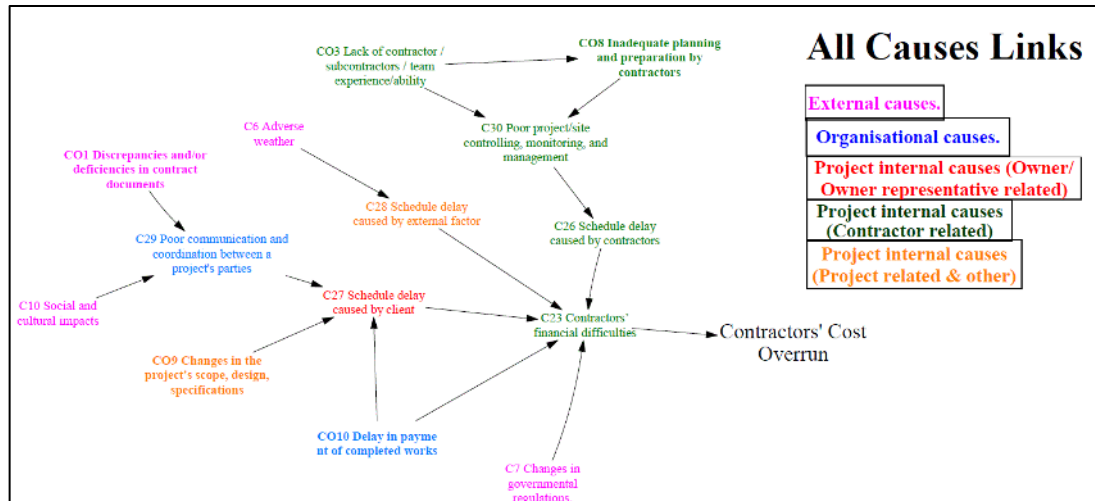 All Causes Links
External causes.
Organisational causes.
Project internal causes (Owner/
Owner representative related)
Project internal causes
(Contractor related)
Project internal causes
(Project related & other)
CO3 Lack of contractor /
subcontractors / team
experience/ability
CO8 Inadequate planning
and preparation by
contractors
C30 Poor project/site
controlling, monitoring, and
management
C6 Adverse
weather
CO1 Discrepancies and/or
deficiencies in contract
documents
C28 Schedule delay
caused by external factor
C26 Schedule delay
caused by contractors
C29 Poor communication and
coordination between a
project's parties
C10 Social and
cultural impacts
C27 Schedule delay
caused by client
C23 Contractors'
financial difficulties
Contractors' Cost
Overrun
CO9 Changes in the
project's scope, design,
specifications
CO10 Delay in payme
nt of completed works
C7 Changes in
governmental
regulations